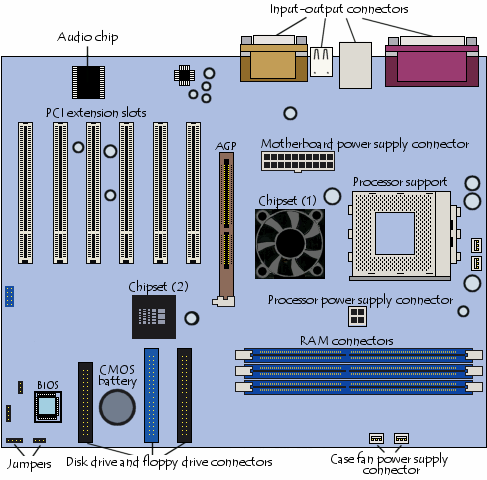 Input-output connectors
Audio chip
PCI extension slots
AGP
Motherboard power supply connector
Processor support
Chipset (1)
Chipset (2)
Processor power supply connector
RAM connectors
CMOS
battery
BIOS
Jumpers
Disk drive and floppy drive connectors
Case fan power supply
connector